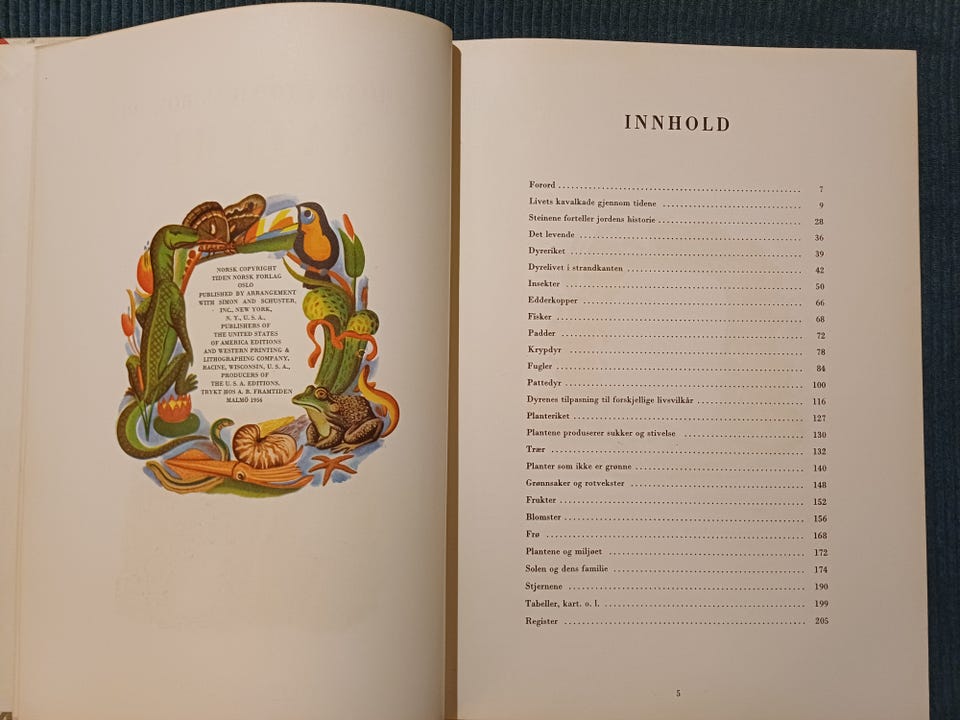 NORSK COPYRIGHT
TIDEN NORSK FORLAG
OSLO
PUBLISHED BY ARRANGEMENT
WITH SIMON AND SCHUSTER,
INC., NEW YORK,
N. Y., U. S. A.,
PUBLISHERS OF
THE UNITED STATES
OF AMERICA EDITIONS
AND WESTERN PRINTING &
LITHOGRAPHING COMPANY,
RACINE, WISCONSIN, U. S. A.,
PRODUCERS OF
THE U. S. A. EDITIONS.
TRYKT HOS A. B. FRAMTIDEN
MALMÖ 1956
INNHOLD
Forord 7
Livets kavalkade gjennom tidene 9
Steinene forteller jordens historie 28
Det levende 36
Dyreriket 39
Dyrelivet i strandkanten 42
Insekter 50
Edderkopper 66
Fisker 68
Padder 72
Krypdyr 78
Fugler 84
Pattedyr 100
Dyrenes tilpasning til forskjellige livsvilkår 116
Planteriket 127
Plantene produserer sukker og stivelse 130
Trær 132
Planter som ikke er grønne 140
Grønnsaker og rotvekster 148
Frukter 152
Blomster 156
Frø 168
Plantene og miljøet 172
Solen og dens familie 174
Stjernene 190
Tabeller, kart. o. l. 199
Register 205
5